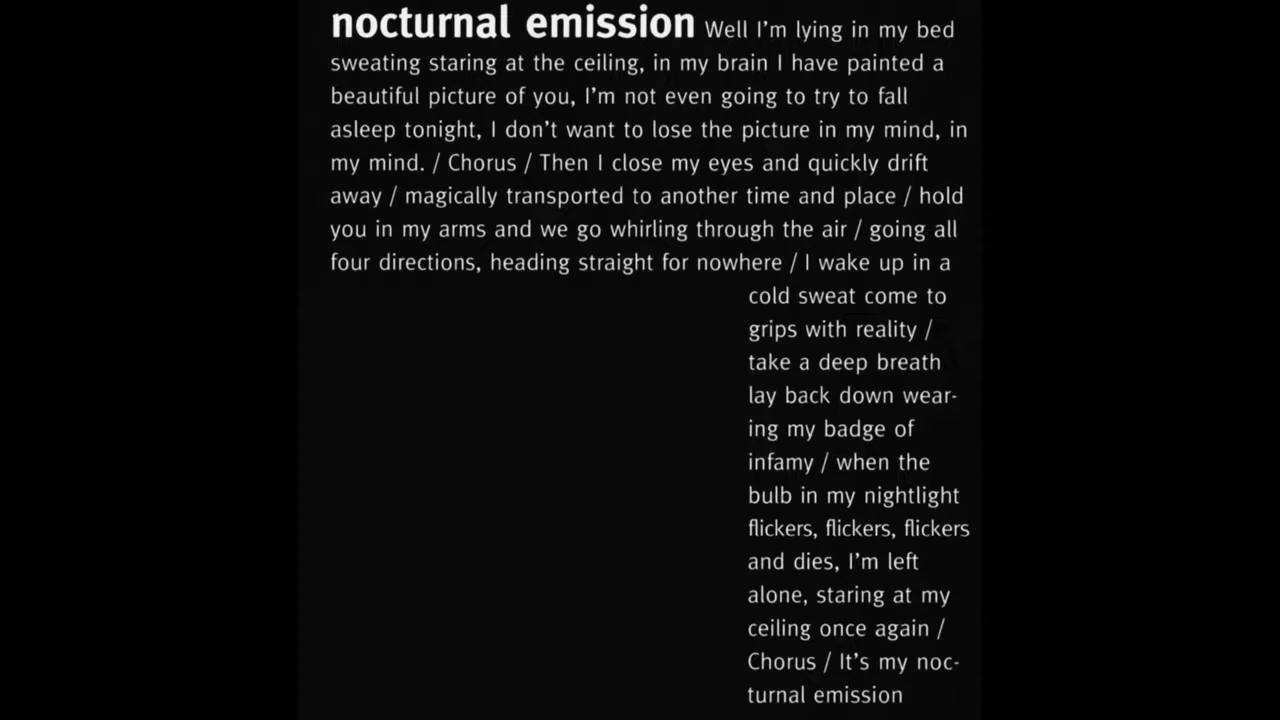 nocturnal emission Well I'm lying in my bed
sweating staring at the ceiling, in my brain I have painted a
beautiful picture of you, I'm not even going to try to fall
asleep tonight, I don't want to lose the picture in my mind, in
my mind. / Chorus / Then I close my eyes and quickly drift
away / magically transported to another time and place / hold
you in my arms and we go whirling through the air / going all
four directions, heading straight for nowhere / I wake up in a
cold sweat come to
grips with reality /
take a deep breath
lay back down wear-
ing my badge of
infamy / when the
bulb in my nightlight
flickers, flickers, flickers
and dies, I'm left
alone, staring at my
ceiling once again /
Chorus / It's my noc-
turnal emission